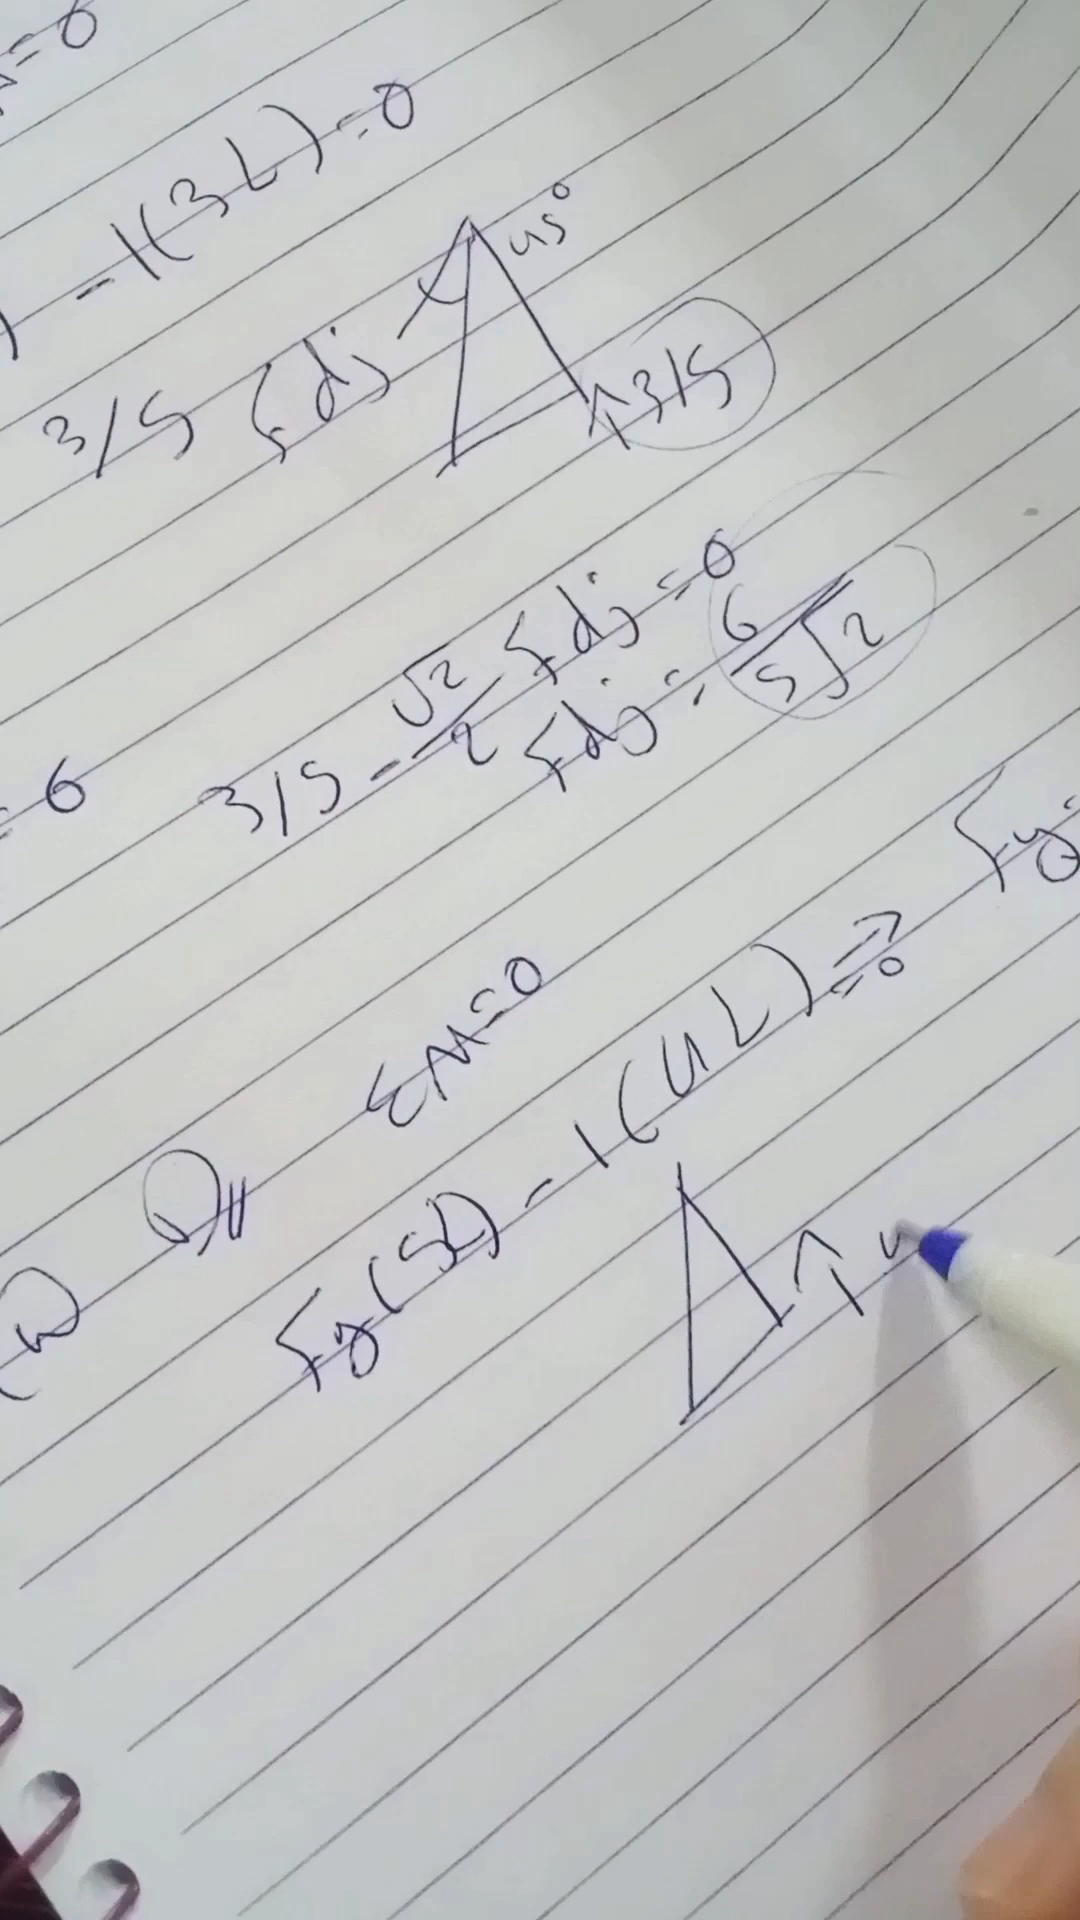 =0
- 1(3L) = 0
45°
3/5 Fdj ↑3/5
3/5 - √2/2 Fdj = 0
Fdj = 6/5√2
= 6
ΣM=0
Fy(5L) - 1(4L) = 0 ⇒ Fy=
↑